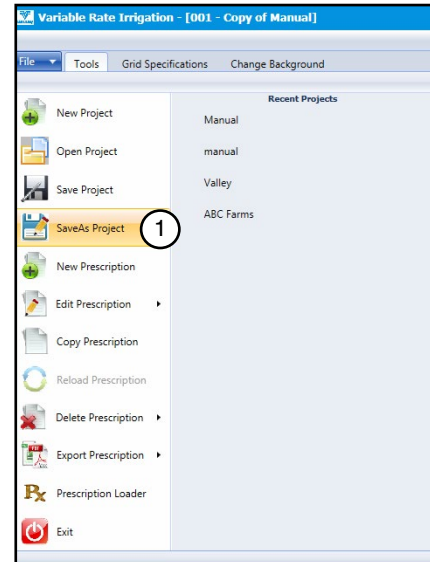 Variable Rate Irrigation - [001 - Copy of Manual]
File Tools Grid Specifications Change Background
New Project
Open Project
Save Project
SaveAs Project 1
New Prescription
Edit Prescription
Copy Prescription
Reload Prescription
Delete Prescription
Export Prescription
Rx Prescription Loader
Exit
Recent Projects
Manual
manual
Valley
ABC Farms